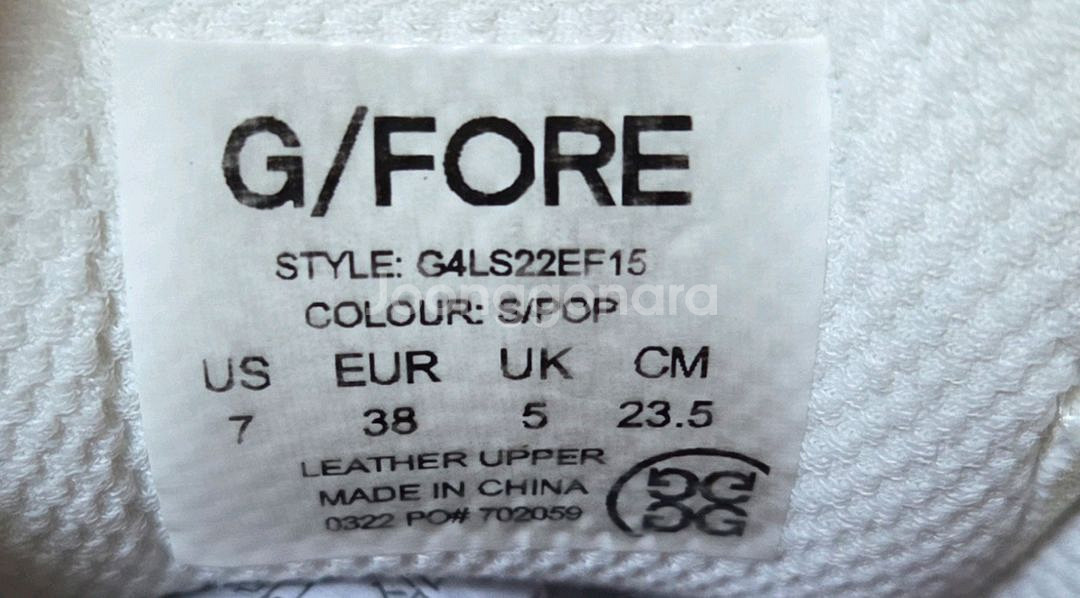 G/FORE
STYLE: G4LS22EF15
Joonggonara
COLOUR: S/POP
US EUR UK CM
7 38 5 23.5
LEATHER UPPER
MADE IN CHINA
0322 PO# 702059